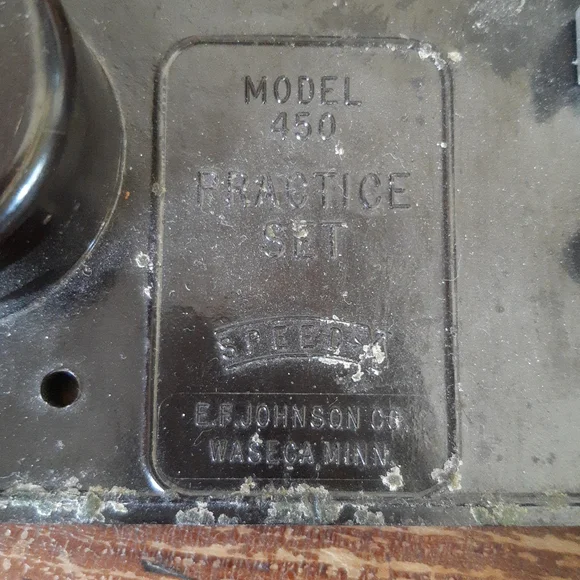 MODEL
450
PRACTICE
SET
SPEED-X
E.F. JOHNSON CO.
WASECA MINN.